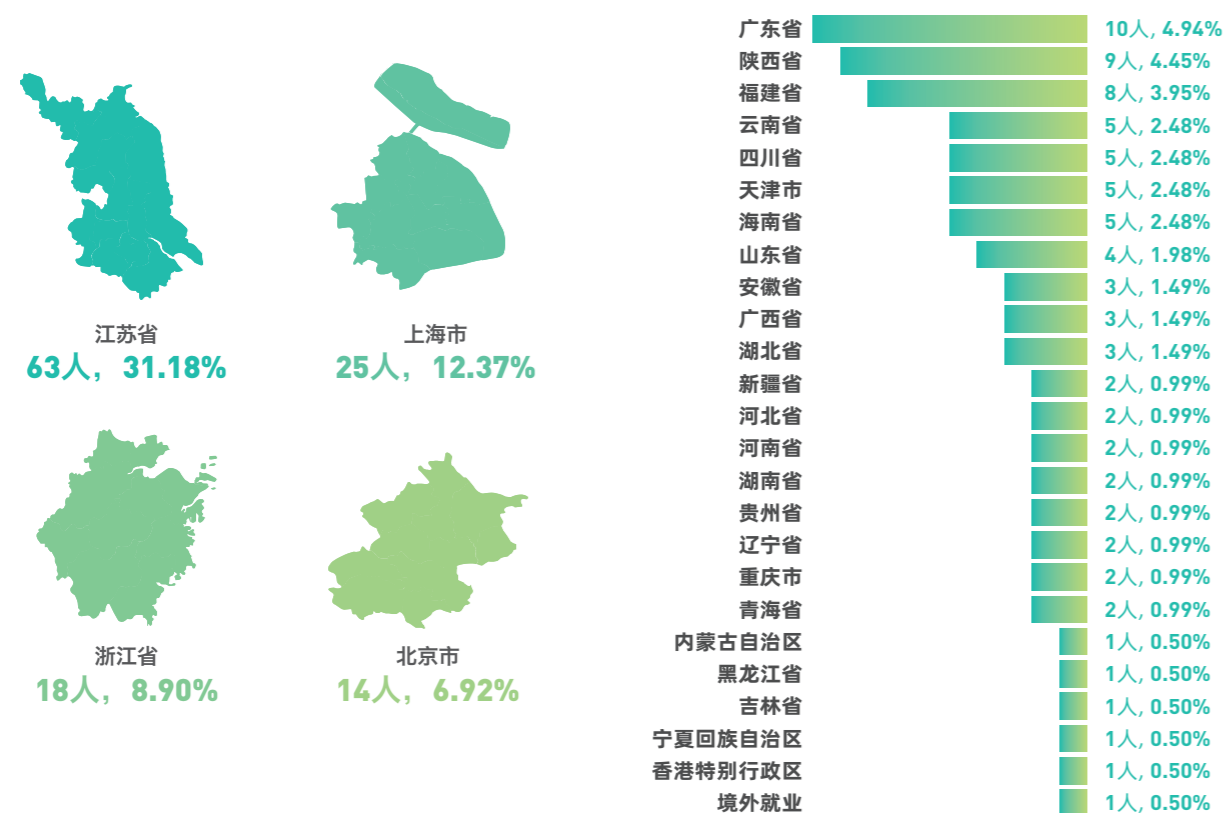 江苏省
63人，31.18%
上海市
25人，12.37%
浙江省
18人，8.90%
北京市
14人，6.92%
广东省 10人, 4.94%
陕西省 9人, 4.45%
福建省 8人, 3.95%
云南省 5人, 2.48%
四川省 5人, 2.48%
天津市 5人, 2.48%
海南省 5人, 2.48%
山东省 4人, 1.98%
安徽省 3人, 1.49%
广西省 3人, 1.49%
湖北省 3人, 1.49%
新疆省 2人, 0.99%
河北省 2人, 0.99%
河南省 2人, 0.99%
湖南省 2人, 0.99%
贵州省 2人, 0.99%
辽宁省 2人, 0.99%
重庆市 2人, 0.99%
青海省 2人, 0.99%
内蒙古自治区 1人, 0.50%
黑龙江省 1人, 0.50%
吉林省 1人, 0.50%
宁夏回族自治区 1人, 0.50%
香港特别行政区 1人, 0.50%
境外就业 1人, 0.50%